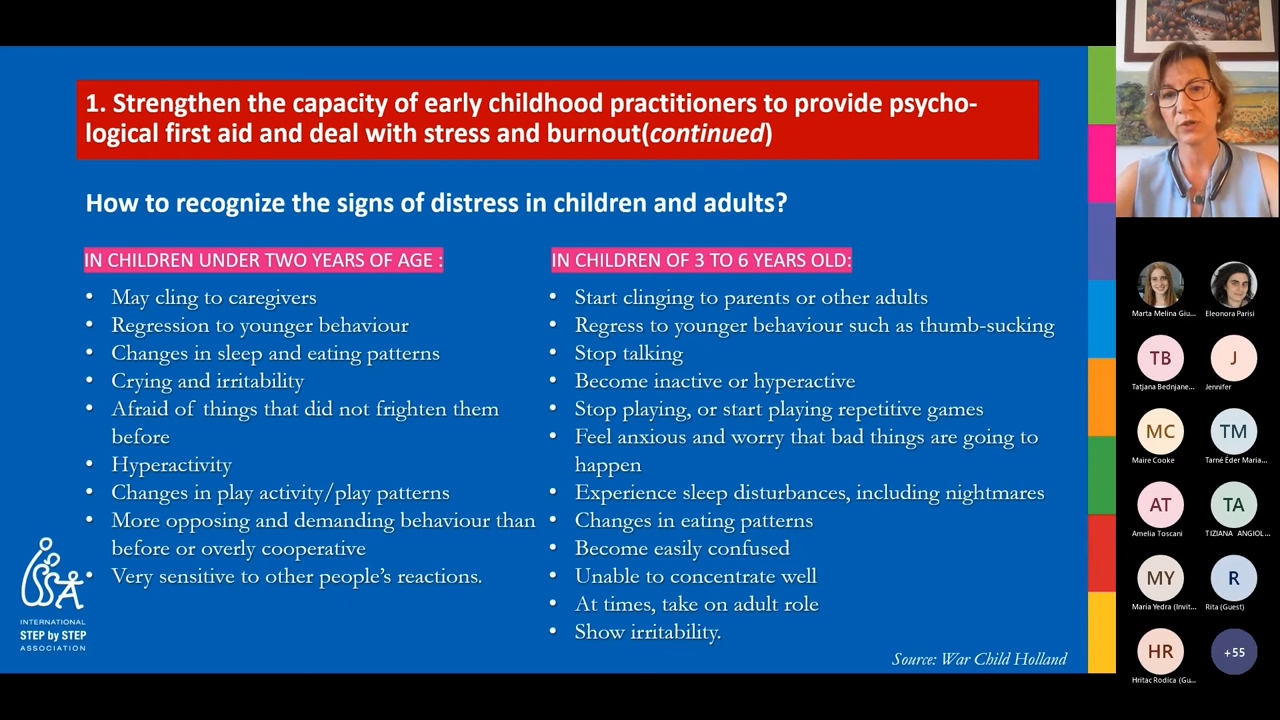 1. Strengthen the capacity of early childhood practitioners to provide psycho-
logical first aid and deal with stress and burnout(continued)
How to recognize the signs of distress in children and adults?
IN CHILDREN UNDER TWO YEARS OF AGE :
• May cling to caregivers
• Regression to younger behaviour
• Changes in sleep and eating patterns
• Crying and irritability
• Afraid of things that did not frighten them
before
• Hyperactivity
• Changes in play activity/play patterns
• More opposing and demanding behaviour than
before or overly cooperative
• Very sensitive to other people's reactions.
IN CHILDREN OF 3 TO 6 YEARS OLD:
• Start clinging to parents or other adults
• Regress to younger behaviour such as thumb-sucking
• Stop talking
• Become inactive or hyperactive
• Stop playing, or start playing repetitive games
• Feel anxious and worry that bad things are going to
happen
• Experience sleep disturbances, including nightmares
• Changes in eating patterns
• Become easily confused
• Unable to concentrate well
• At times, take on adult role
• Show irritability.
Source: War Child Holland
ISSA
INTERNATIONAL
STEP by STEP
ASSOCIATION
Marta Melina Giu...
Eleonora Parisi
TB
Tatjana Bednjane...
J
Jennifer
MC
Maire Cooke
TM
Tarné Éder Maria...
AT
Amelia Toscani
TA
TIZIANA ANGIOL...
MY
María Yedra (Invit...
R
Rita (Guest)
HR
Hritac Rodica (Gu...
+55